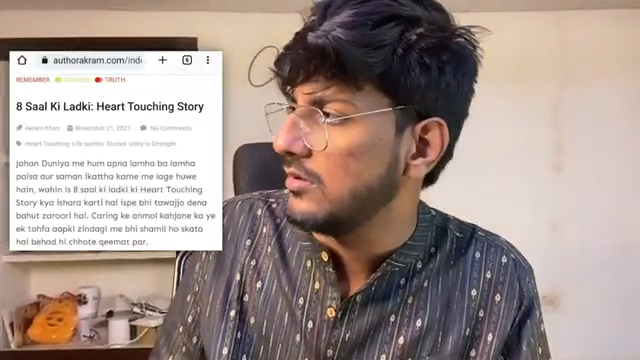 authorakram.com/inde
6
REMEMBER STORIES TRUTH
8 Saal Ki Ladki: Heart Touching Story
Akram Khan November 21, 2021 No Comments
Heart Touching Life quotes Stories Unity is Strength
Jahan Duniya me hum apna lamha ba lamha
paisa aur saman ikattha karne me lage huwe
hain, wahin is 8 saal ki ladki ki Heart Touching
Story kya ishara karti hai ispe bhi tawajjo dena
bahut zaroori hai. Caring ke anmol kahjane ka ye
ek tohfa aapki zindagi me bhi shamil ho skata
hai behad hi chhote qeemat par.